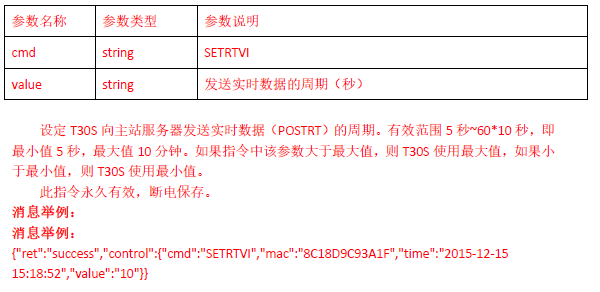 参数名称 参数类型 参数说明
cmd string SETRTVI
value string 发送实时数据的周期（秒）
设定 T30S 向主站服务器发送实时数据（POSTRT）的周期。有效范围 5 秒~60*10 秒，即
最小值 5 秒，最大值 10 分钟。如果指令中该参数大于最大值，则 T30S 使用最大值，如果小
于最小值，则 T30S 使用最小值。
此指令永久有效，断电保存。
消息举例：
消息举例：
{"ret":"success","control":{"cmd":"SETRTVI","mac":"8C18D9C93A1F","time":"2015-12-15
15:18:52","value":"10"}}